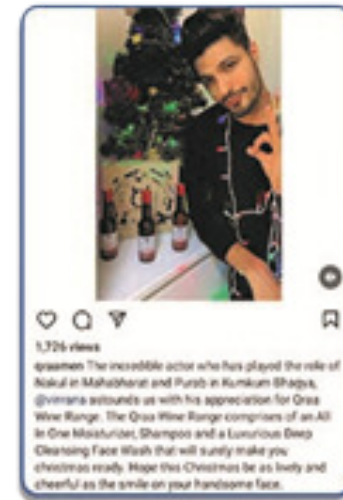 1,726 views
qraamen The incredible actor who has played the role of
Nakul in Mahabharat and Purab in Kumkum Bhagya,
@vinrana astounds us with his appreciation for Qraa
Wine Range. The Qraa Wine Range comprises of an All
In One Moisturizer, Shampoo and a Luxurious Deep
Cleansing Face Wash that will surely make you
christmas ready. Hope this Christmas be as lively and
cheerful as the smile on your handsome face.